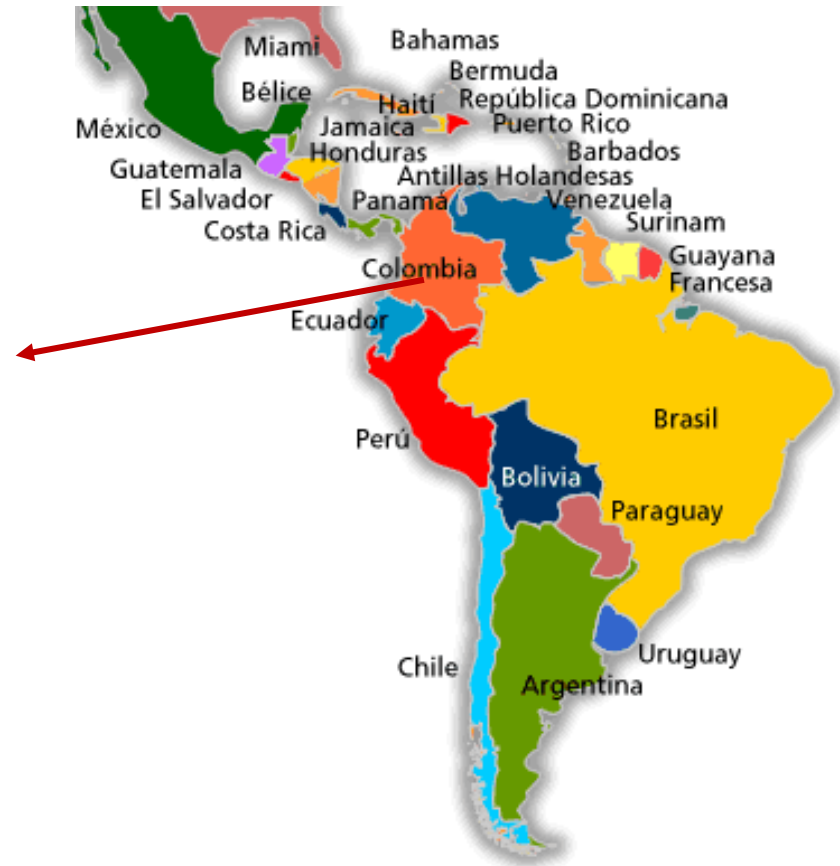 Miami
Bahamas
Bermuda
Bélice
Haití
República Dominicana
México
Jamaica
Puerto Rico
Guatemala
Honduras
Barbados
El Salvador
Antillas Holandesas
Panamá
Venezuela
Costa Rica
Surinam
Colombia
Guayana
Francesa
Ecuador
Perú
Brasil
Bolivia
Paraguay
Chile
Uruguay
Argentina